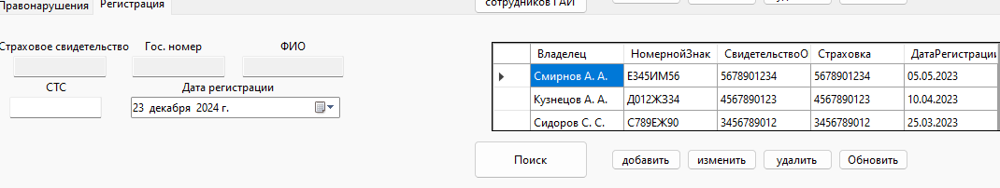 Правонарушения Регистрация
сотрудников ГАИ
Страховое свидетельство Гос. номер ФИО
СТС Дата регистрации
23 декабря 2024 г.
Владелец НомернойЗнак СвидетельствоО Страховка ДатаРегистрации
Смирнов А. А. Е345ИМ56 5678901234 5678901234 05.05.2023
Кузнецов А. А. Д012ЖЗ34 4567890123 4567890123 10.04.2023
Сидоров С. С. С789ЕЖ90 3456789012 3456789012 25.03.2023
Поиск добавить изменить удалить Обновить